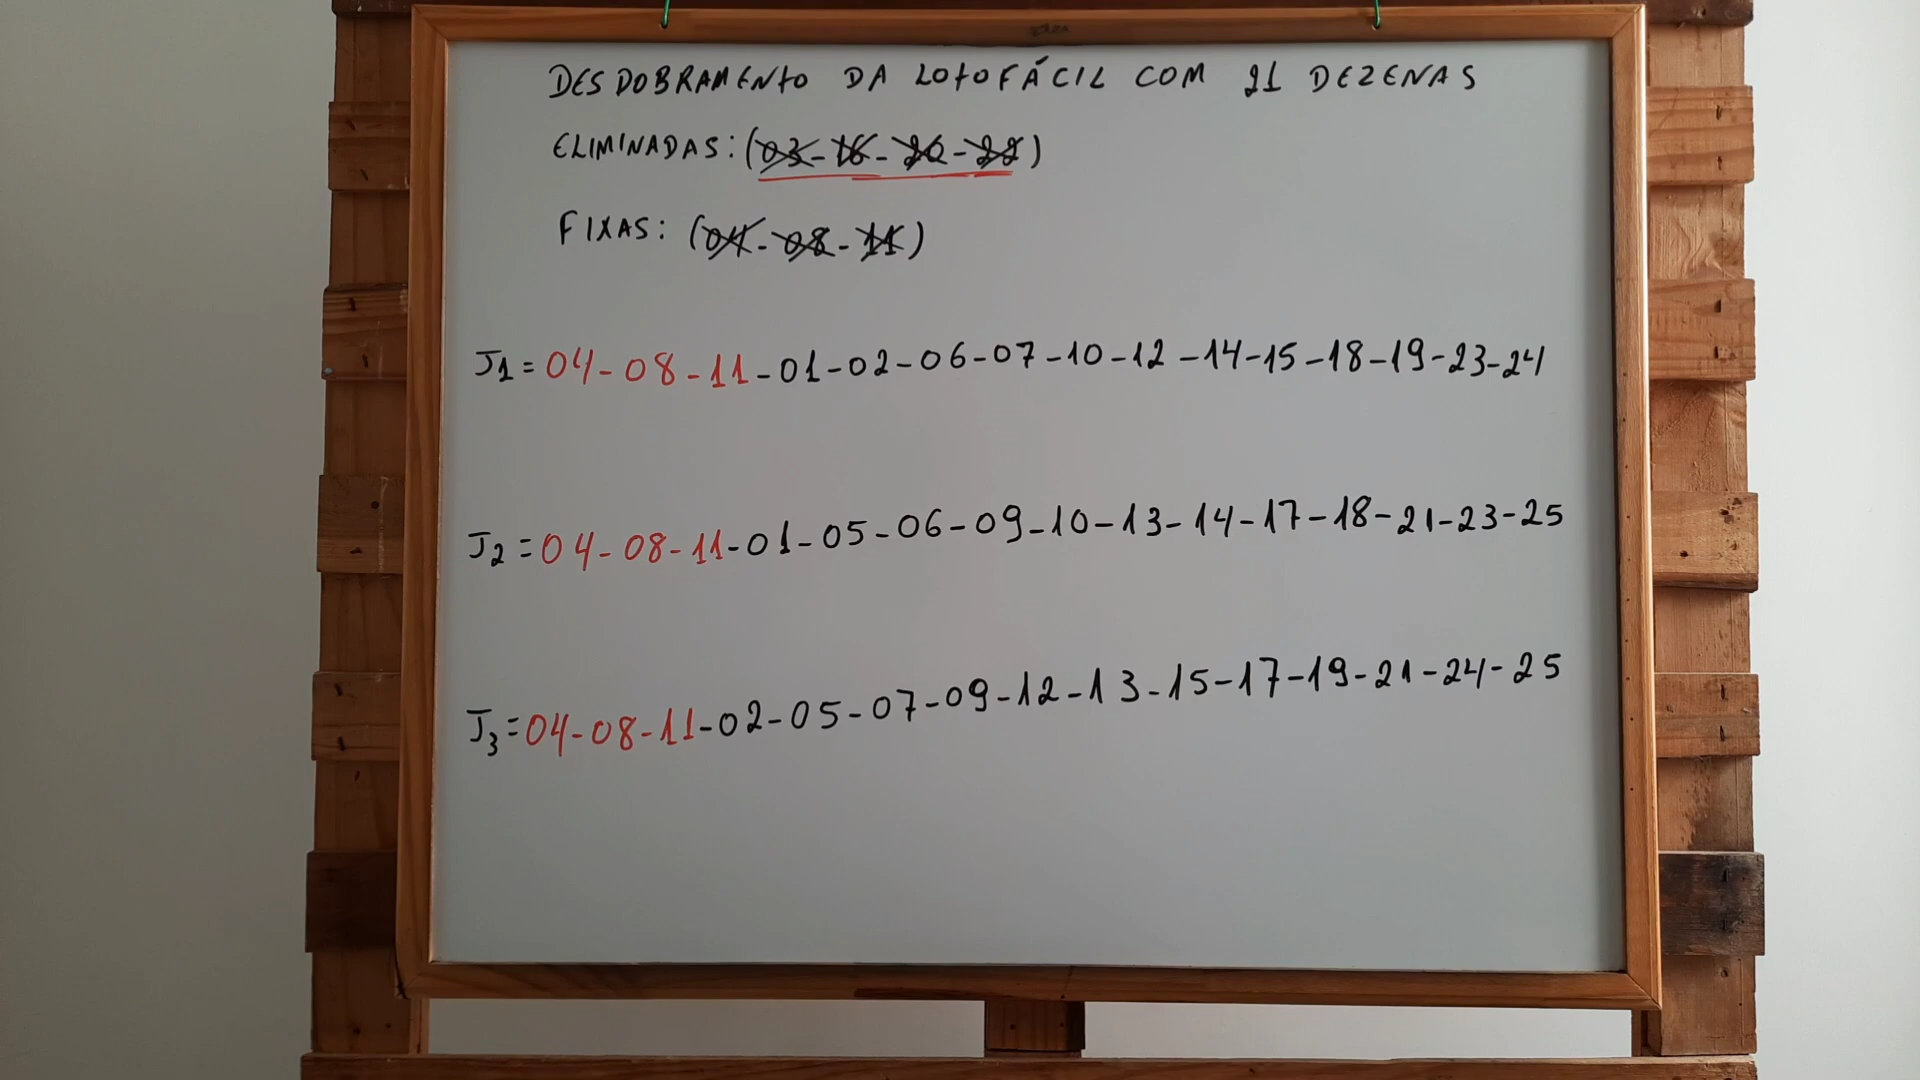 DESDOBRAMENTO DA LOTOFÁCIL COM 21 DEZENAS
ELIMINADAS: (03-16-20-22)
FIXAS: (04-08-11)
J1=04-08-11-01-02-06-07-10-12-14-15-18-19-23-24
J2=04-08-11-01-05-06-09-10-13-14-17-18-21-23-25
J3=04-08-11-02-05-07-09-12-13-15-17-19-21-24-25